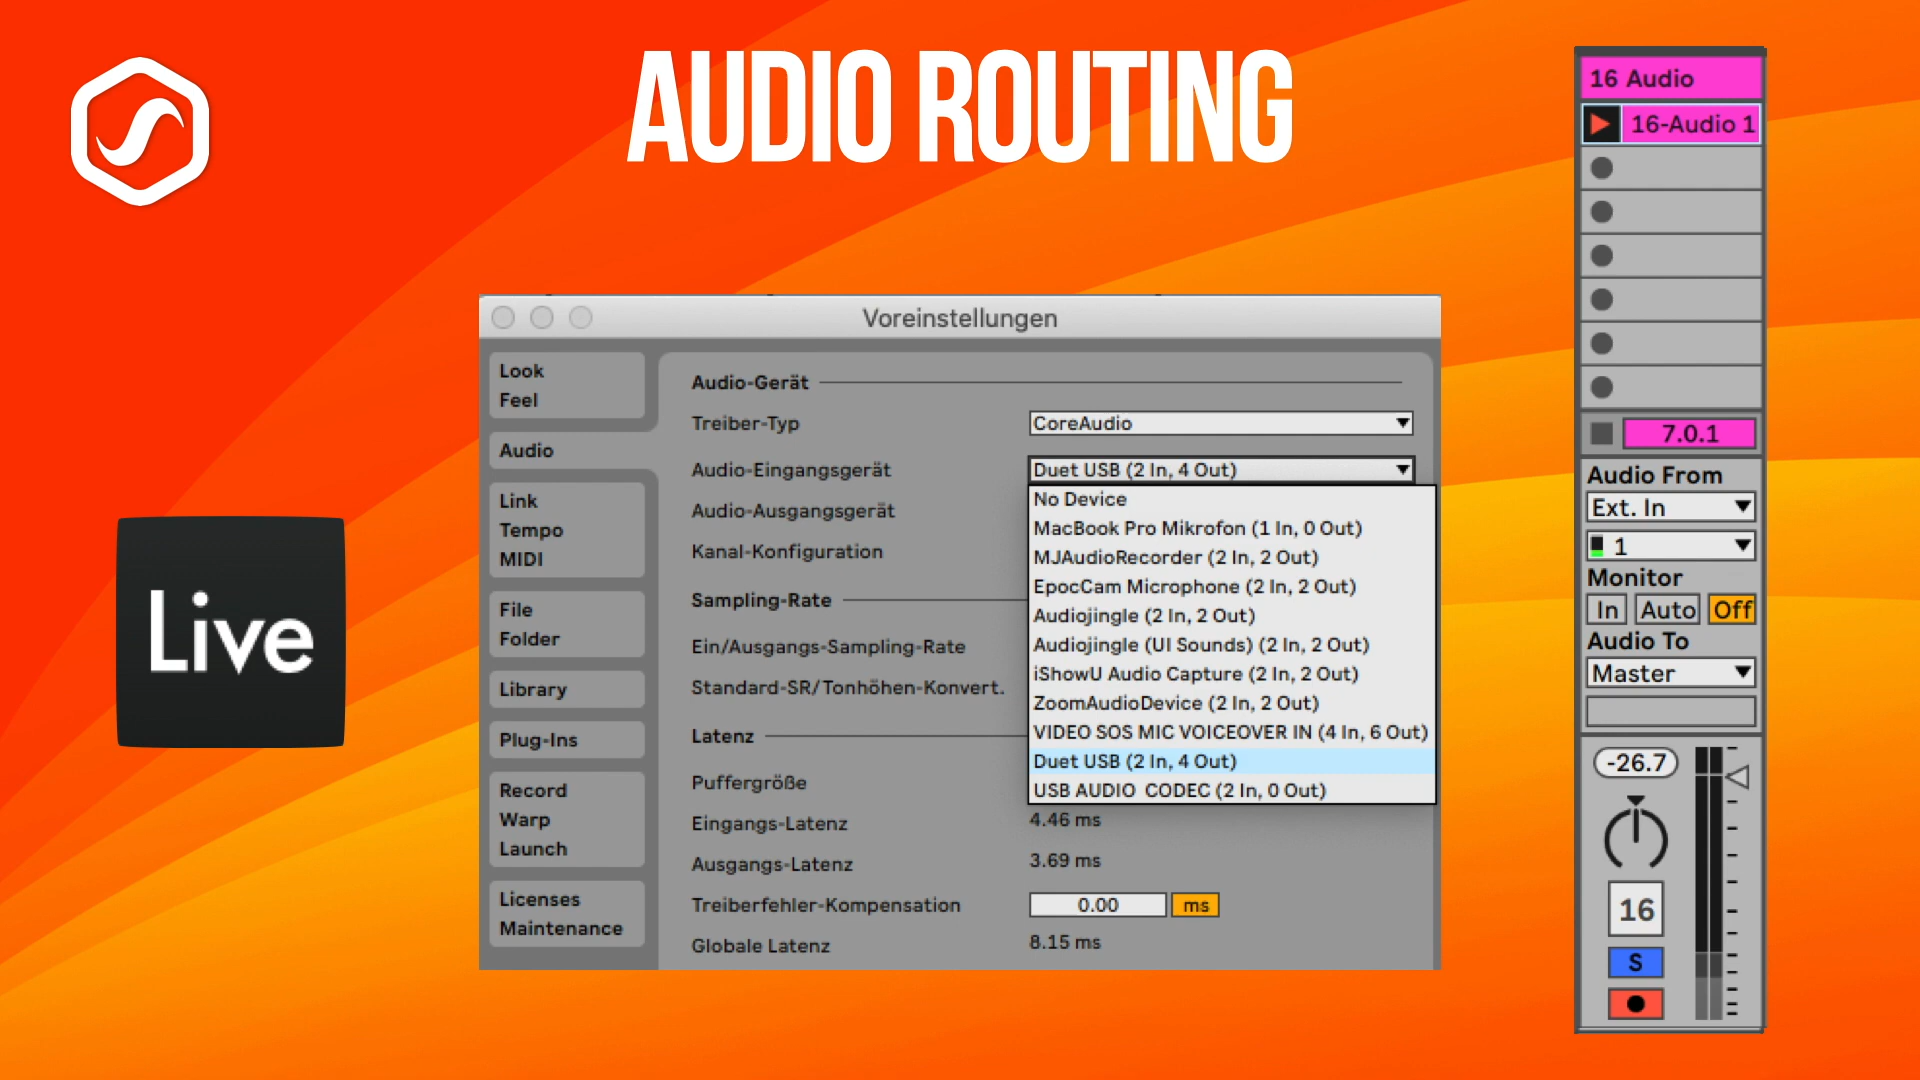 AUDIO ROUTING
Live
Voreinstellungen
Look
Feel
Audio
Link
Tempo
MIDI
File
Folder
Library
Plug-Ins
Record
Warp
Launch
Licenses
Maintenance
Audio-Gerät
Treiber-Typ
CoreAudio
Audio-Eingangsgerät
Duet USB (2 In, 4 Out)
Audio-Ausgangsgerät
Kanal-Konfiguration
No Device
MacBook Pro Mikrofon (1 In, 0 Out)
MJAudioRecorder (2 In, 2 Out)
EpocCam Microphone (2 In, 2 Out)
Audiojingle (2 In, 2 Out)
Audiojingle (UI Sounds) (2 In, 2 Out)
iShowU Audio Capture (2 In, 2 Out)
ZoomAudioDevice (2 In, 2 Out)
VIDEO SOS MIC VOICEOVER IN (4 In, 6 Out)
Duet USB (2 In, 4 Out)
USB AUDIO  CODEC (2 In, 0 Out)
Sampling-Rate
Ein/Ausgangs-Sampling-Rate
Standard-SR/Tonhöhen-Konvert.
Latenz
Puffergröße
Eingangs-Latenz
4.46 ms
Ausgangs-Latenz
3.69 ms
Treiberfehler-Kompensation
0.00 ms
Globale Latenz
8.15 ms
16 Audio
16-Audio 1
7.0.1
Audio From
Ext. In
1
Monitor
In Auto Off
Audio To
Master
-26.7
16
S